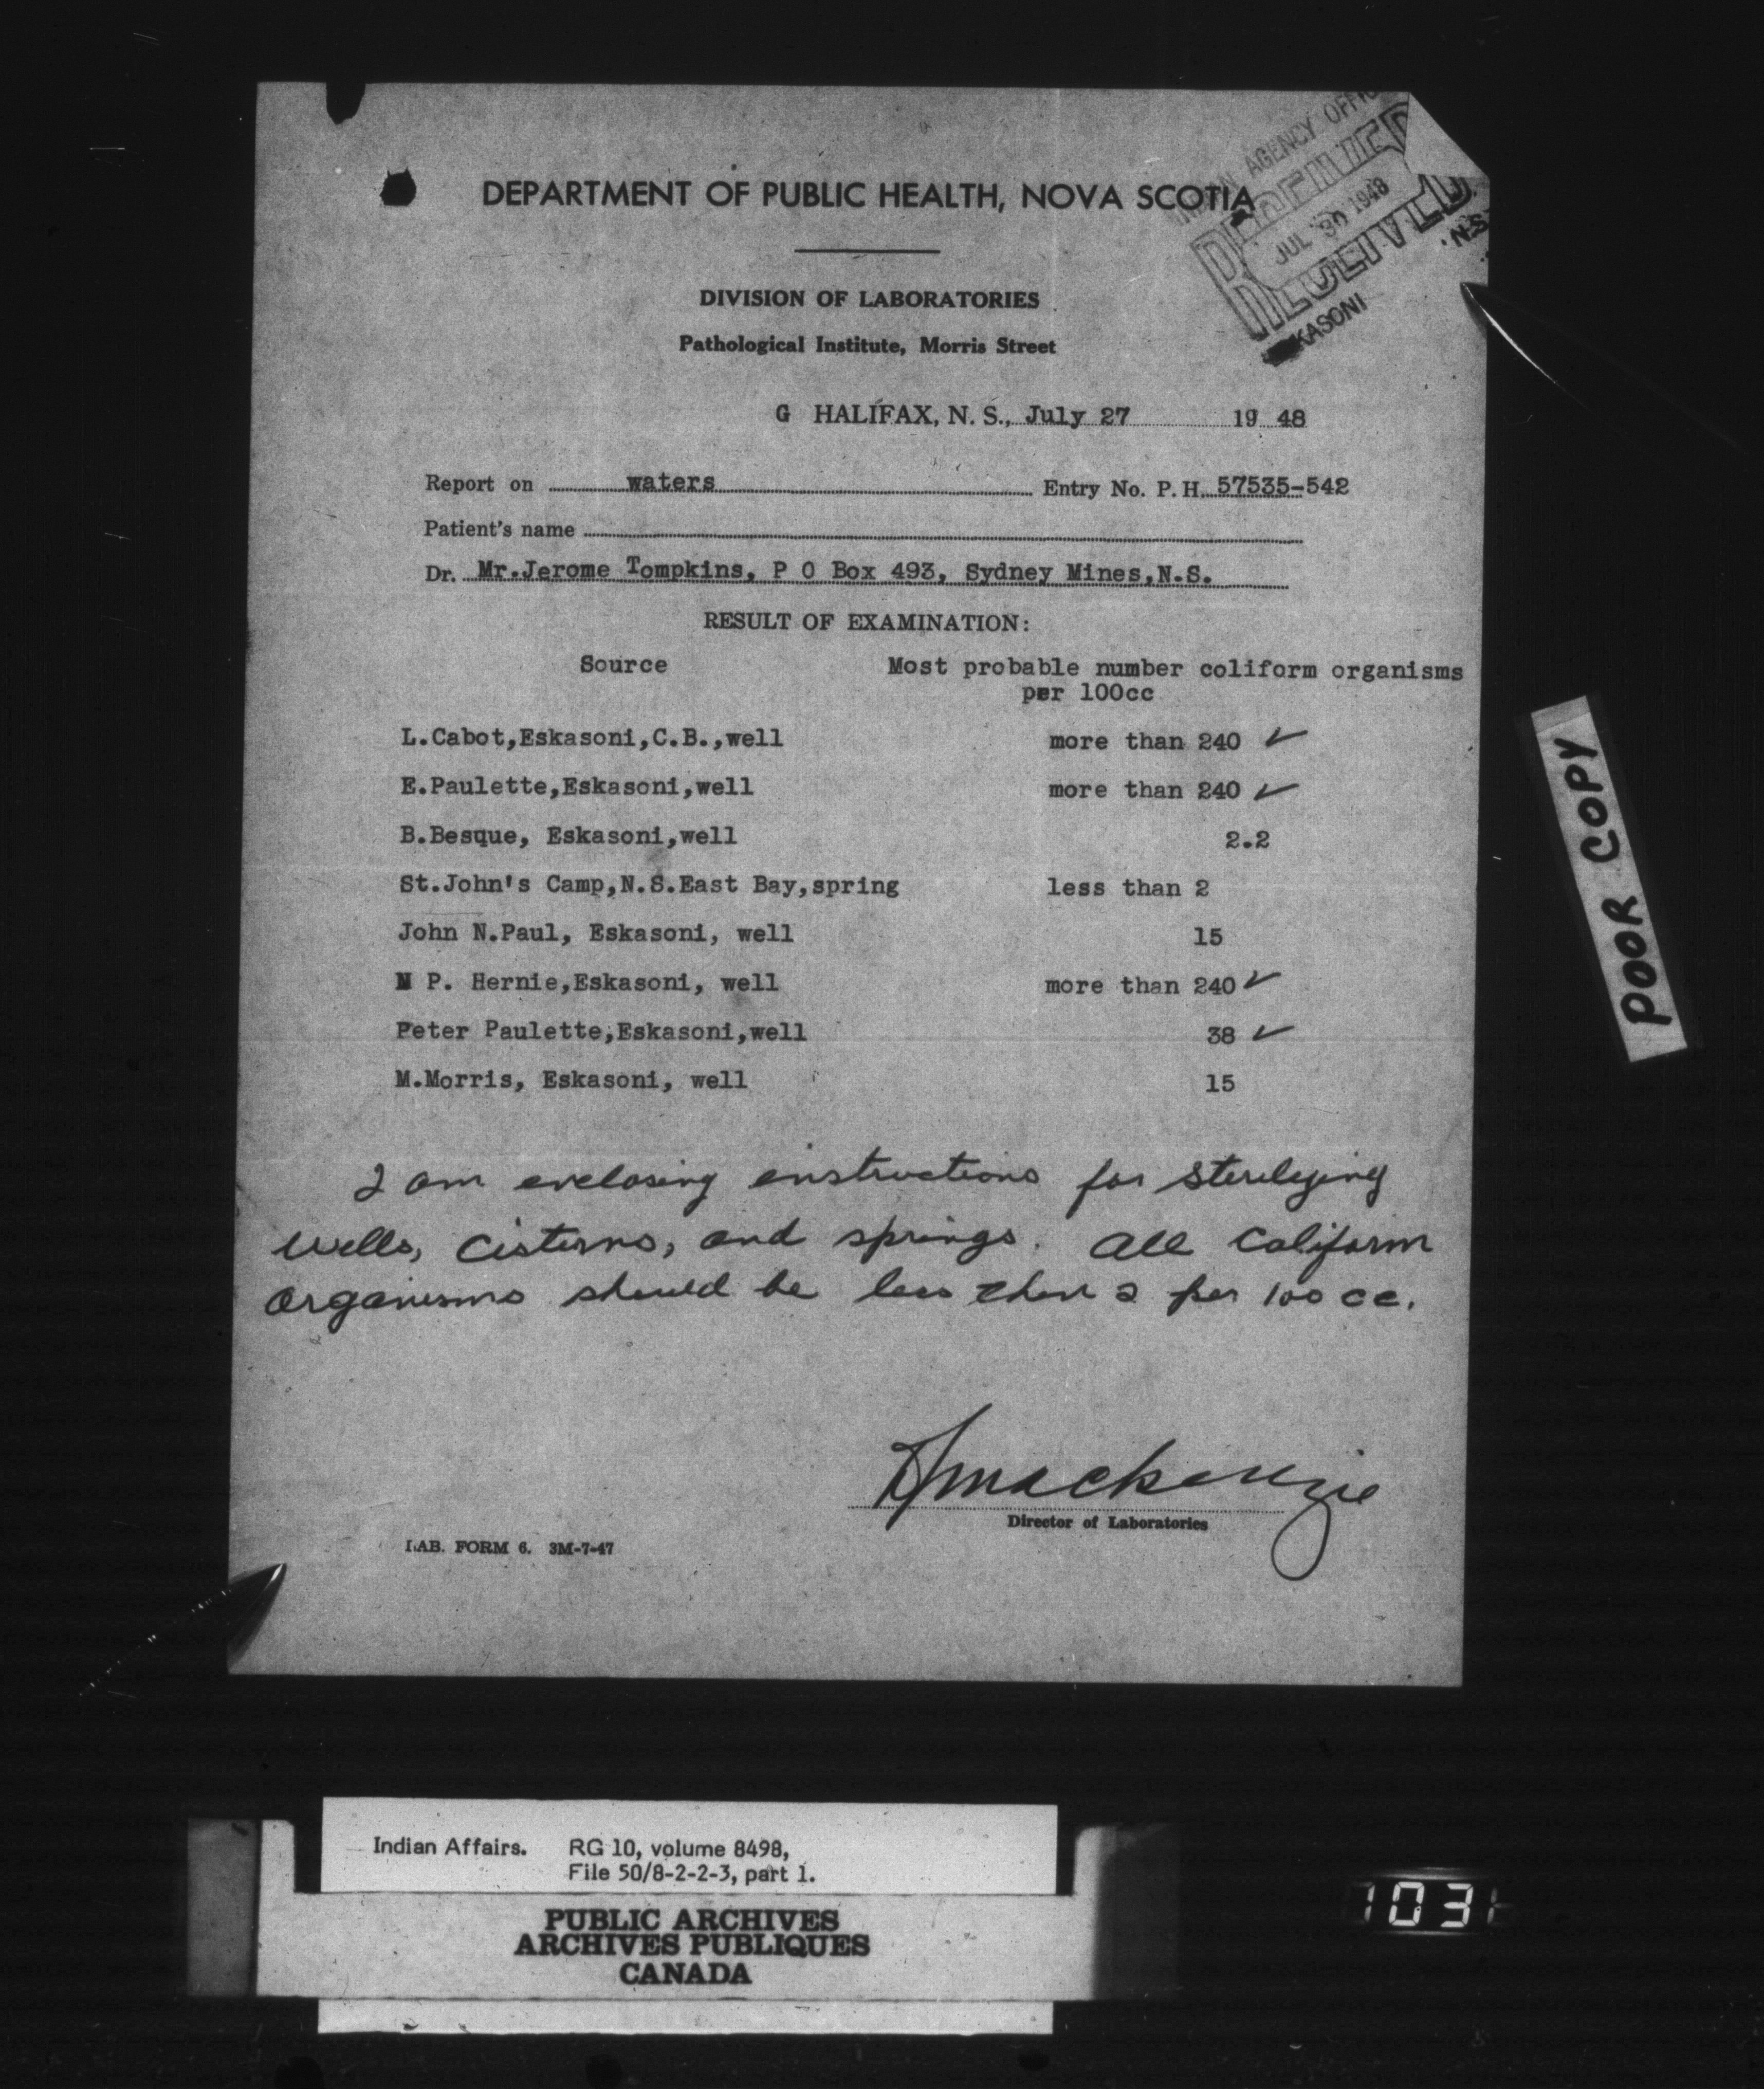 INDIAN AGENCY OFFIC
RECEIVED
JUL 30 1948
RECEIVED
KASONI
N.S.
DEPARTMENT OF PUBLIC HEALTH, NOVA SCOTIA
DIVISION OF LABORATORIES
Pathological Institute, Morris Street
G HALIFAX, N. S., July 27 19 48
Report on waters Entry No. P. H. 57535-542
Patient's name
Dr. Mr.Jerome Tompkins, P O Box 493, Sydney Mines,N.S.
RESULT OF EXAMINATION:
Source Most probable number coliform organisms
per 100cc
L.Cabot,Eskasoni,C.B.,well more than 240 ✓
E.Paulette,Eskasoni,well more than 240 ✓
B.Besque, Eskasoni,well 2.2
St.John's Camp,N.S.East Bay,spring less than 2
John N.Paul, Eskasoni, well 15
M P. Hernie,Eskasoni, well more than 240 ✓
Peter Paulette,Eskasoni,well 38 ✓
M.Morris, Eskasoni, well 15
I am enclosing instructions for sterilizing
wells, cisterns, and springs. All coliform
organisms should be less than 2 per 100 cc.
Mackenzie
Director of Laboratories
LAB. FORM 6. 3M-7-47
POOR COPY
Indian Affairs. RG 10, volume 8498,
File 50/8-2-2-3, part 1.
PUBLIC ARCHIVES
ARCHIVES PUBLIQUES
CANADA